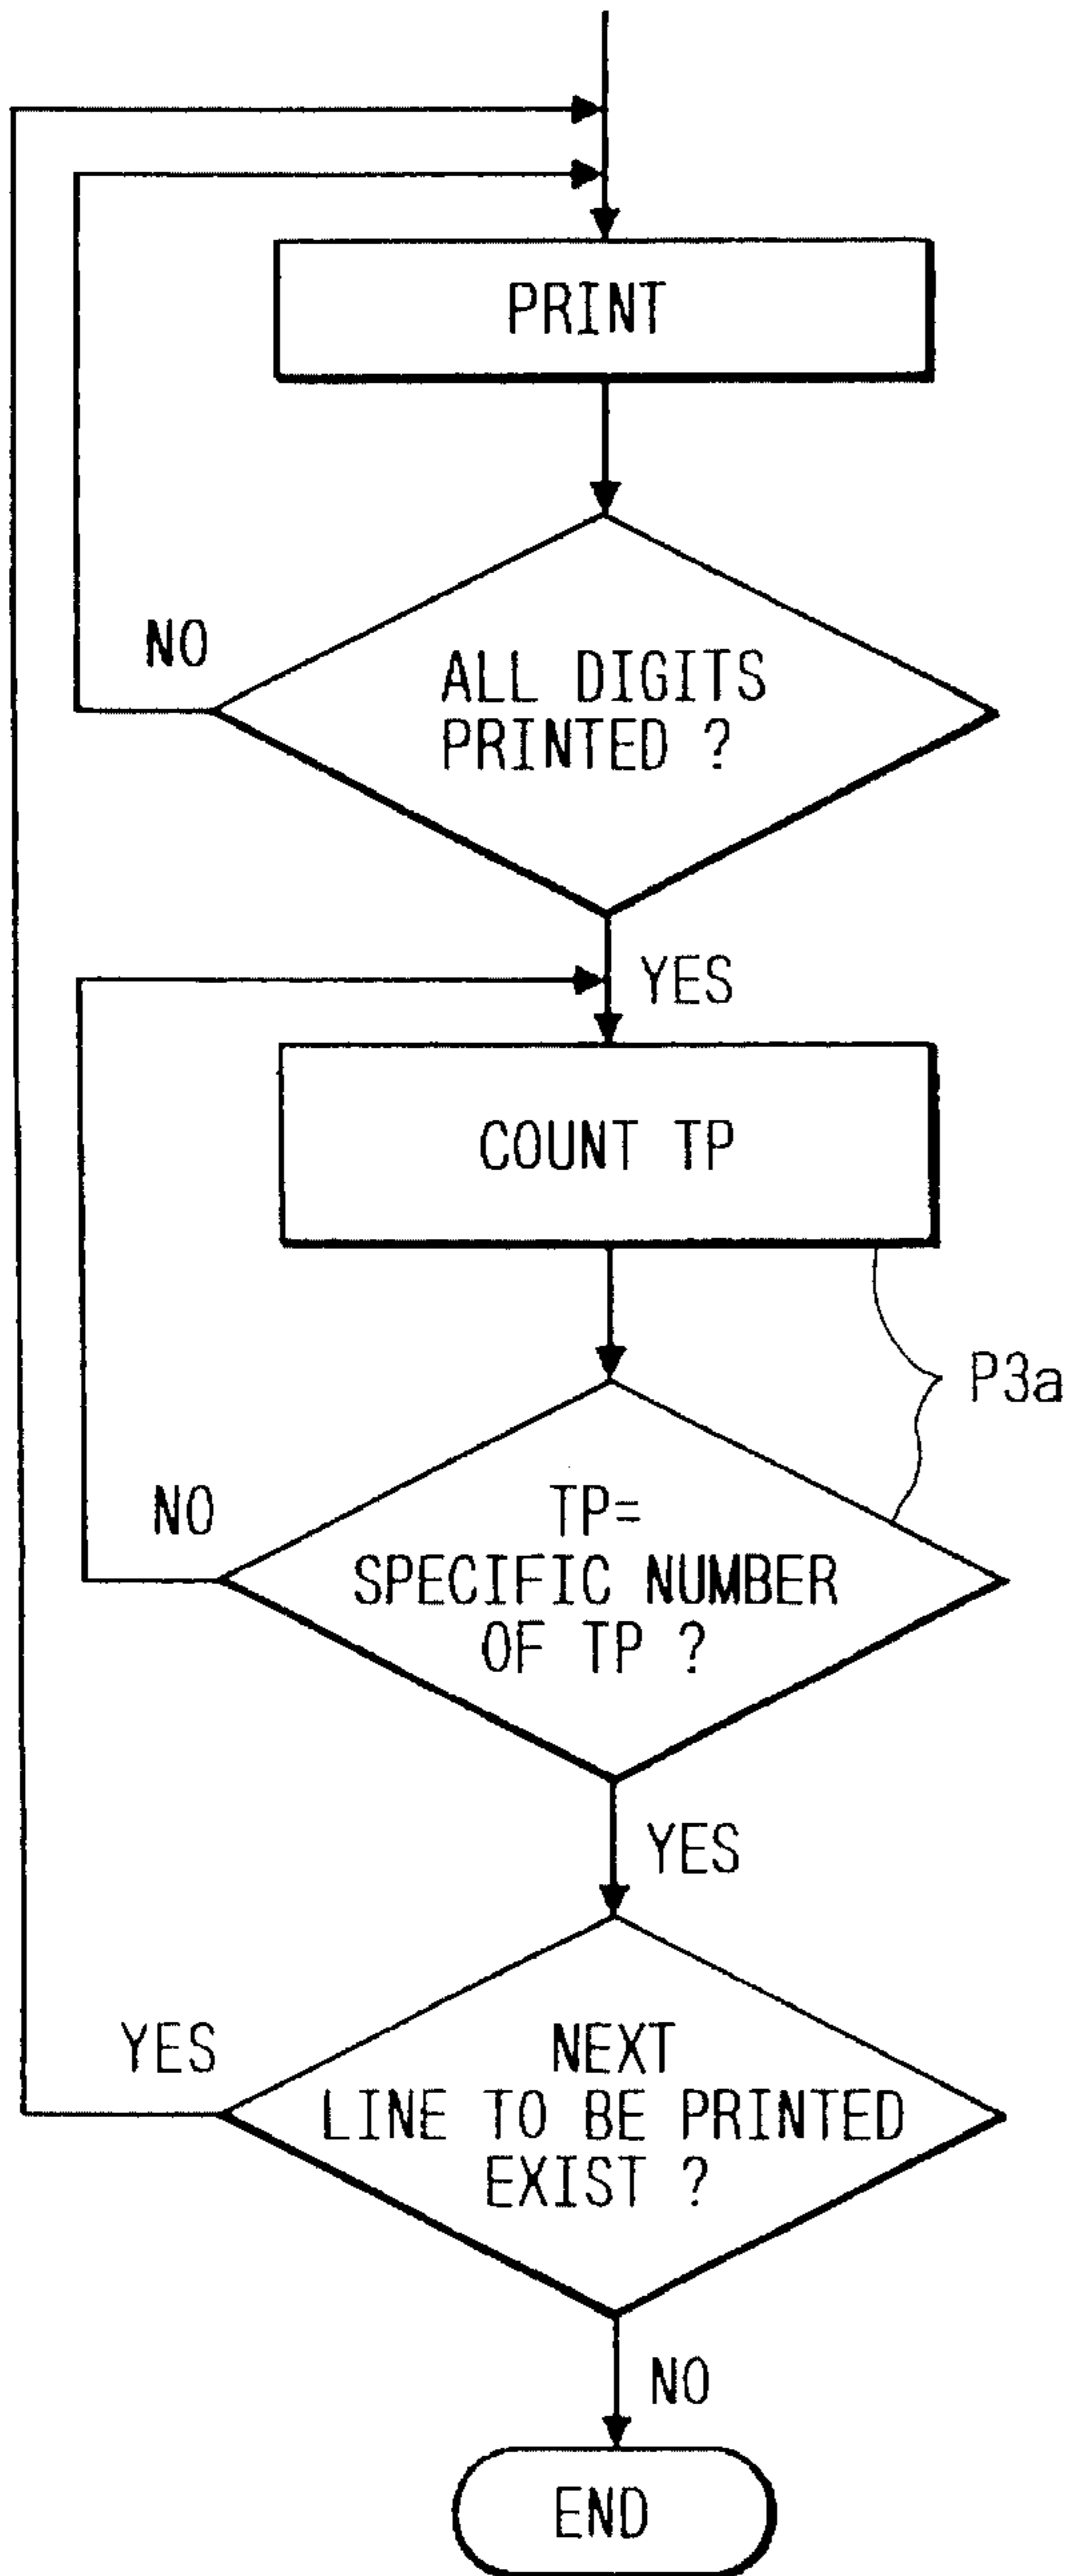 PRINT
NO
ALL DIGITS
PRINTED ?
YES
COUNT TP
P3a
NO
TP=
SPECIFIC NUMBER
OF TP ?
YES
YES
NEXT
LINE TO BE PRINTED
EXIST ?
NO
END